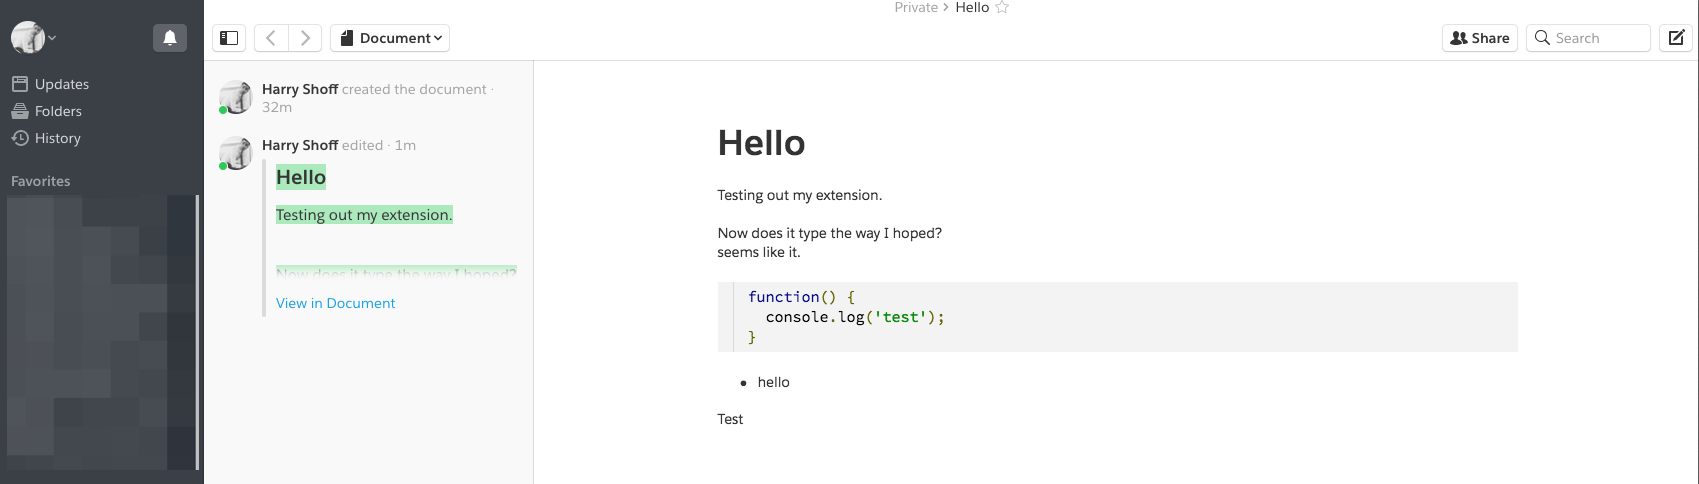 Private > Hello
Document
Share
Search
Updates
Folders
History
Favorites
Harry Shoff created the document ·
32m
Harry Shoff edited · 1m
Hello
Testing out my extension.
Now does it type the way I hoped?
View in Document
Hello
Testing out my extension.
Now does it type the way I hoped?
seems like it.
function() {
  console.log('test');
}
• hello
Test